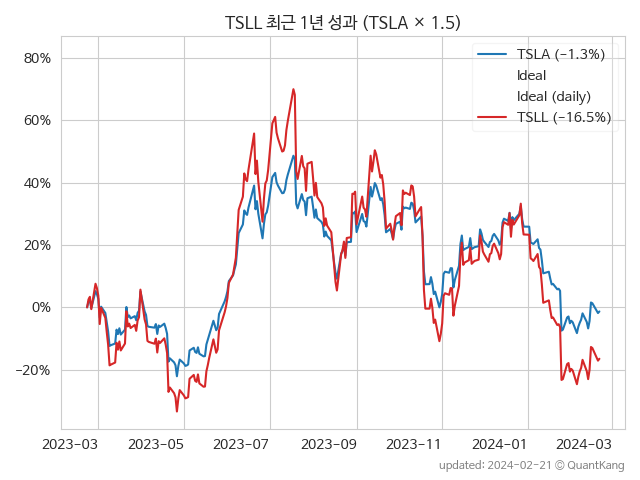 TSLL 최근 1년 성과 (TSLA × 1.5)
TSLA (−1.3%)
Ideal
Ideal (daily)
TSLL (−16.5%)
80%
60%
40%
20%
0%
−20%
2023−03
2023−05
2023−07
2023−09
2023−11
2024−01
2024−03
updated: 2024−02−21 © QuantKang